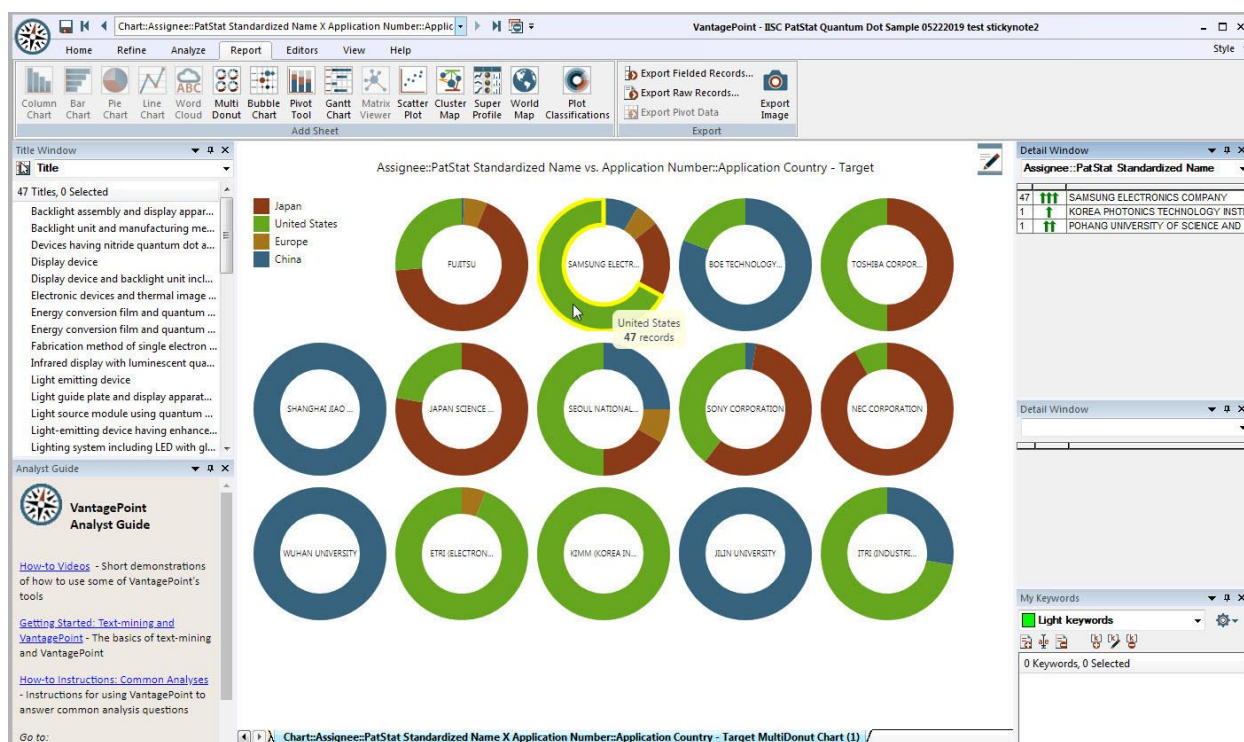 Chart::Assignee::PatStat Standardized Name X Application Number::Applic
VantagePoint - IISC PatStat Quantum Dot Sample 05222019 test stickynote2
Home Refine Analyze Report Editors View Help
Style
Column Chart
Bar Chart
Pie Chart
Line Chart
ABC
Word Cloud
Multi Donut
Bubble Chart
Pivot Tool
Gantt Chart
Matrix Viewer
Scatter Plot
Cluster Map
Super Profile
World Map
Plot Classifications
Add Sheet
Export Fielded Records...
Export Raw Records...
Export Pivot Data
Export Image
Export
Title Window
Title
47 Titles, 0 Selected
Backlight assembly and display appar...
Backlight unit and manufacturing me...
Devices having nitride quantum dot a...
Display device
Display device and backlight unit incl...
Electronic devices and thermal image ...
Energy conversion film and quantum ...
Energy conversion film and quantum ...
Fabrication method of single electron ...
Infrared display with luminescent qua...
Light emitting device
Light guide plate and display apparat...
Light source module using quantum ...
Light-emitting device having enhance...
Lighting system including LED with gl...
Analyst Guide
VantagePoint
Analyst Guide
How-to Videos - Short demonstrations
of how to use some of VantagePoint's
tools
Getting Started: Text-mining and
VantagePoint - The basics of text-mining
and VantagePoint
How-to Instructions: Common Analyses
- Instructions for using VantagePoint to
answer common analysis questions
Go to:
Assignee::PatStat Standardized Name vs. Application Number::Application Country - Target
Japan
United States
Europe
China
FUJITSU
SAMSUNG ELECTR...
BOE TECHNOLOGY...
TOSHIBA CORPOR...
United States
47 records
SHANGHAI JIAO ...
JAPAN SCIENCE ...
SEOUL NATIONAL...
SONY CORPORATION
NEC CORPORATION
WUHAN UNIVERSITY
ETRI (ELECTRON...
KIMM (KOREA IN...
JILIN UNIVERSITY
ITRI (INDUSTRI...
Chart::Assignee::PatStat Standardized Name X Application Number::Application Country - Target MultiDonut Chart (1)
Detail Window
Assignee::PatStat Standardized Name
47 SAMSUNG ELECTRONICS COMPANY
1 KOREA PHOTONICS TECHNOLOGY INSTI
1 POHANG UNIVERSITY OF SCIENCE AND
Detail Window
My Keywords
Light keywords
0 Keywords, 0 Selected